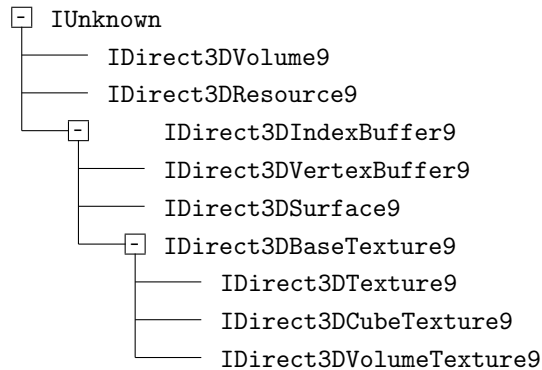 IUnknown
IDirect3DVolume9
IDirect3DResource9
IDirect3DIndexBuffer9
IDirect3DVertexBuffer9
IDirect3DSurface9
IDirect3DBaseTexture9
IDirect3DTexture9
IDirect3DCubeTexture9
IDirect3DVolumeTexture9